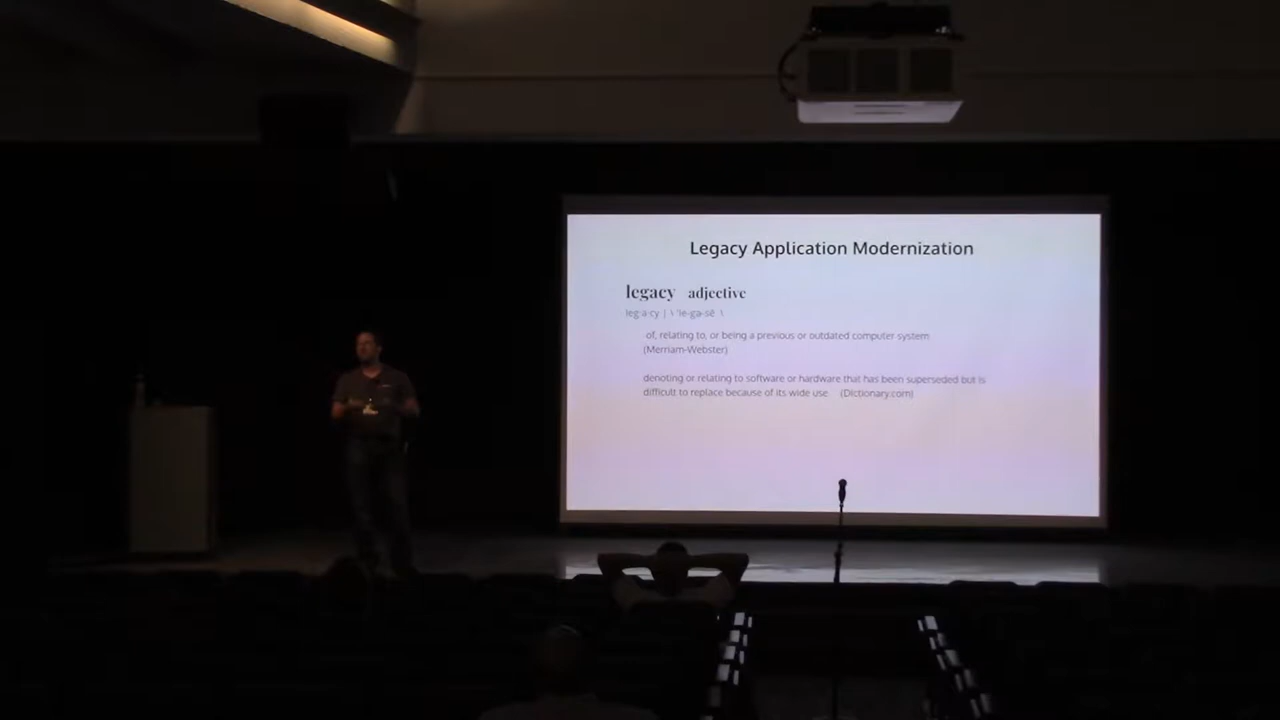 Legacy Application Modernization
legacy adjective
leg·a·cy | \ ˈle-gə-sē \
of, relating to, or being a previous or outdated computer system
(Merriam-Webster)
denoting or relating to software or hardware that has been superseded but is
difficult to replace because of its wide use (Dictionary.com)